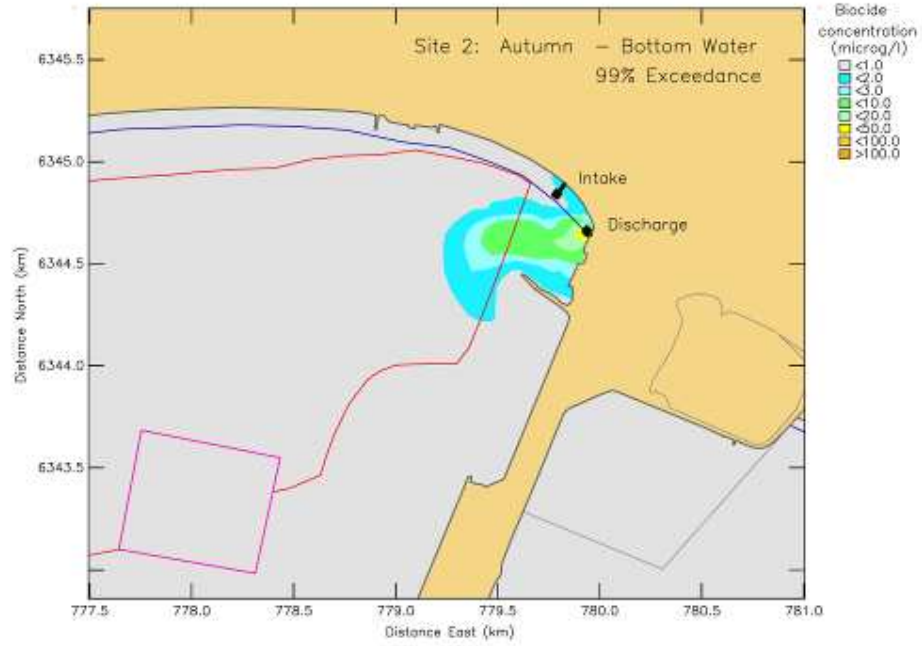 Biocide
concentration
(microg/l)
<1.0
<2.0
<3.0
<10.0
<20.0
<50.0
<100.0
>100.0
Site 2: Autumn – Bottom Water
99% Exceedance
Intake
Discharge
Distance North (km)
6345.5
6345.0
6344.5
6344.0
6343.5
777.5 778.0 778.5 779.0 779.5 780.0 780.5 781.0
Distance East (km)